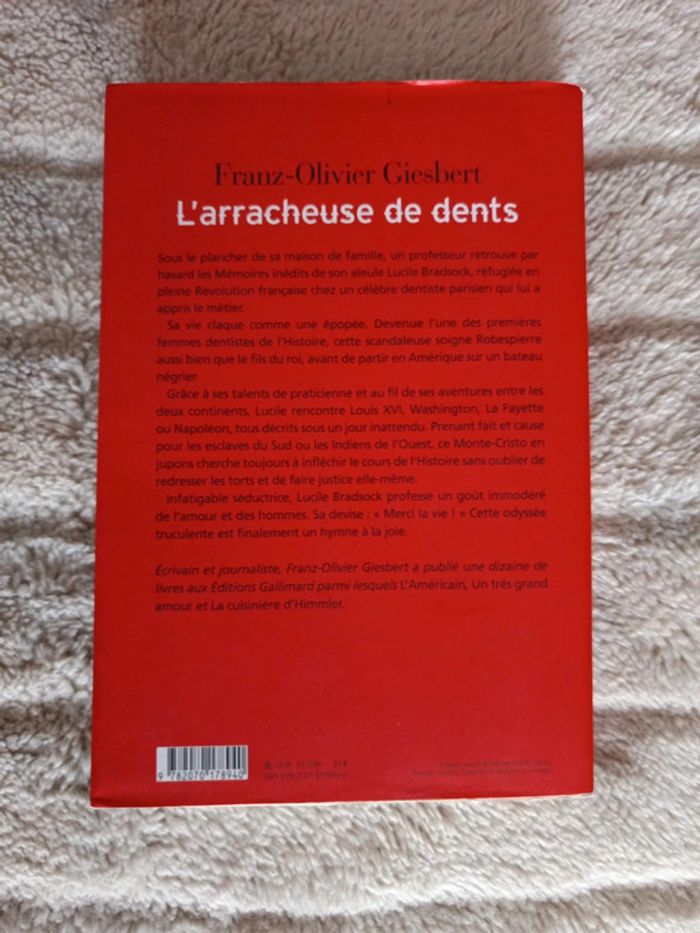 Franz-Olivier Giesbert
L'arracheuse de dents
Sous le plancher de sa maison de famille, un professeur retrouve par
hasard les Mémoires inédits de son aïeule Lucile Bradsock, réfugiée en
pleine Révolution française chez un célèbre dentiste parisien qui lui a
appris le métier.
Sa vie claque comme une épopée. Devenue l'une des premières
femmes dentistes de l'Histoire, cette scandaleuse soigne Robespierre
aussi bien que le fils du roi, avant de partir en Amérique sur un bateau
négrier.
Grâce à ses talents de praticienne et au fil de ses aventures entre les
deux continents, Lucile rencontre Louis XVI, Washington, La Fayette
ou Napoléon, tous décrits sous un jour inattendu. Prenant fait et cause
pour les esclaves du Sud ou les Indiens de l'Ouest, ce Monte-Cristo en
jupons cherche toujours à infléchir le cours de l'Histoire sans oublier de
redresser les torts et de faire justice elle-même.
Infatigable séductrice, Lucile Bradsock professe un goût immodéré
de l'amour et des hommes. Sa devise : « Merci la vie ! » Cette odyssée
truculente est finalement un hymne à la joie.
Écrivain et journaliste, Franz-Olivier Giesbert a publié une dizaine de
livres aux Éditions Gallimard parmi lesquels L'Américain, Un très grand
amour et La cuisinière d'Himmler.
9 782070 178940
21 €